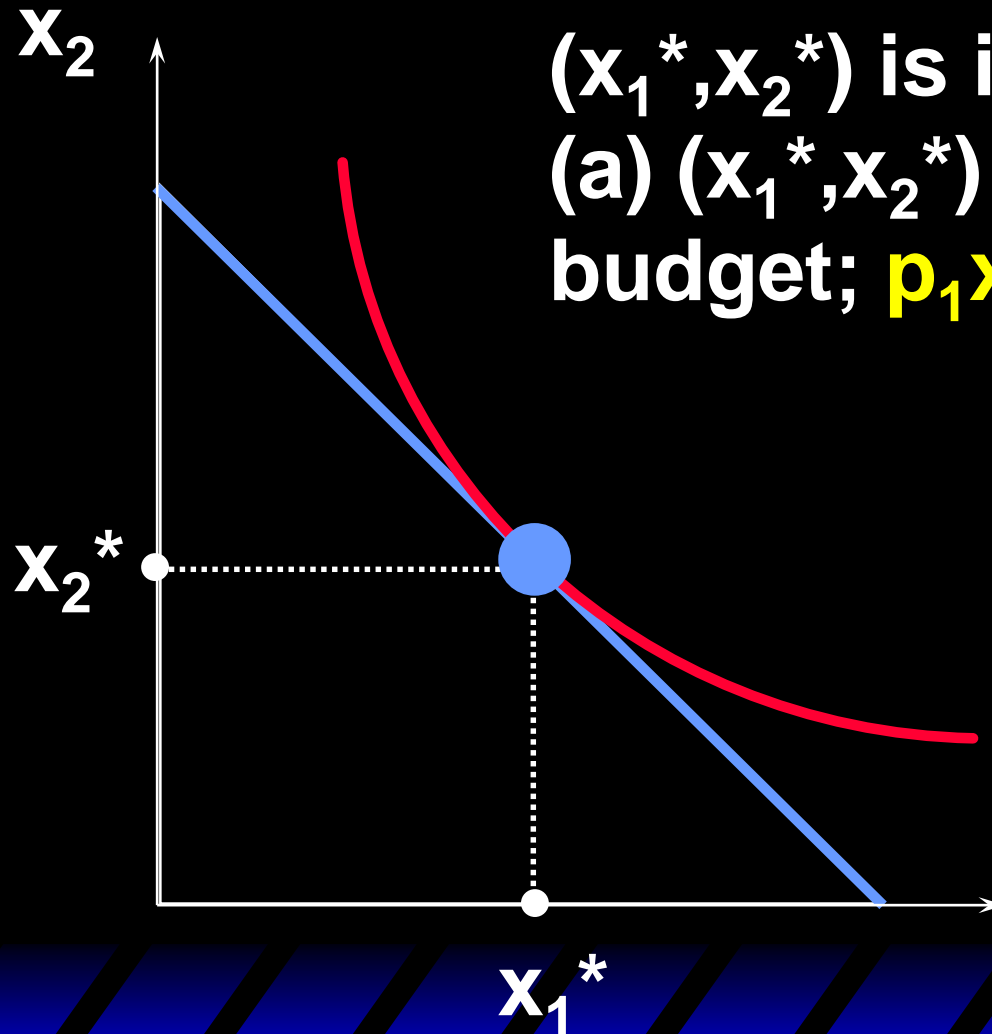 x₂
(x₁*,x₂*) is i
(a) (x₁*,x₂*)
budget; p₁x
x₂*
x₁*